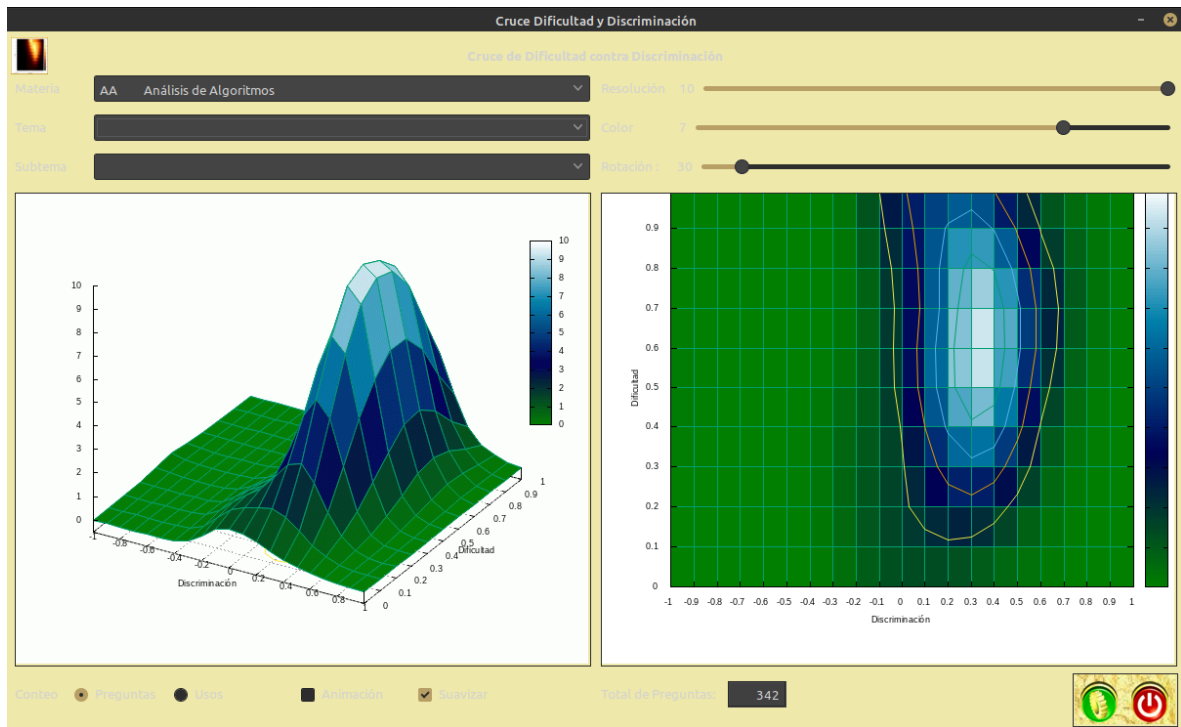 Cruce Dificultad y Discriminación
Cruce de Dificultad contra Discriminación
Materia AA Análisis de Algoritmos Resolución 10
Tema Color 7
Subtema Rotación : 30
10
9
8
7
6
5
4
3
2
1
0
10
9
8
7
6
5
4
3
2
1
0
-1 -0.8 -0.6 -0.4 -0.2 0 0.2 0.4 0.6 0.8 1
Discriminación
0 0.1 0.2 0.3 0.4 0.5 0.6 0.7 0.8 0.9 1
Dificultad
0.9
0.8
0.7
0.6
0.5
0.4
0.3
0.2
0.1
0
Dificultad
-1 -0.9 -0.8 -0.7 -0.6 -0.5 -0.4 -0.3 -0.2 -0.1 0 0.1 0.2 0.3 0.4 0.5 0.6 0.7 0.8 0.9 1
Discriminación
Conteo Preguntas Usos Animación Suavizar Total de Preguntas: 342